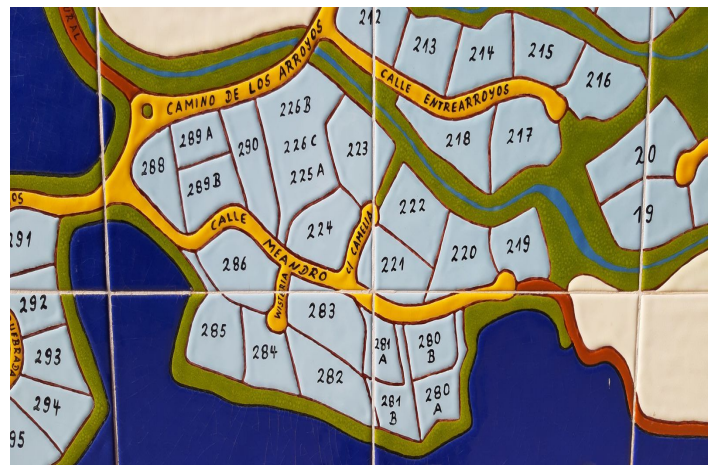 212
213
214
215
216
CAMINO DE LOS ARROYOS
CALLE ENTREARROYOS
226 B
226 C
225 A
223
218
217
20
19
288
289 A
289 B
290
222
224
CALLE MEANDRO
C/ CAMELIA
221
220
219
286
WISTERIA
291
292
293
294
285
284
283
282
281
A
281
B
280
B
280
A